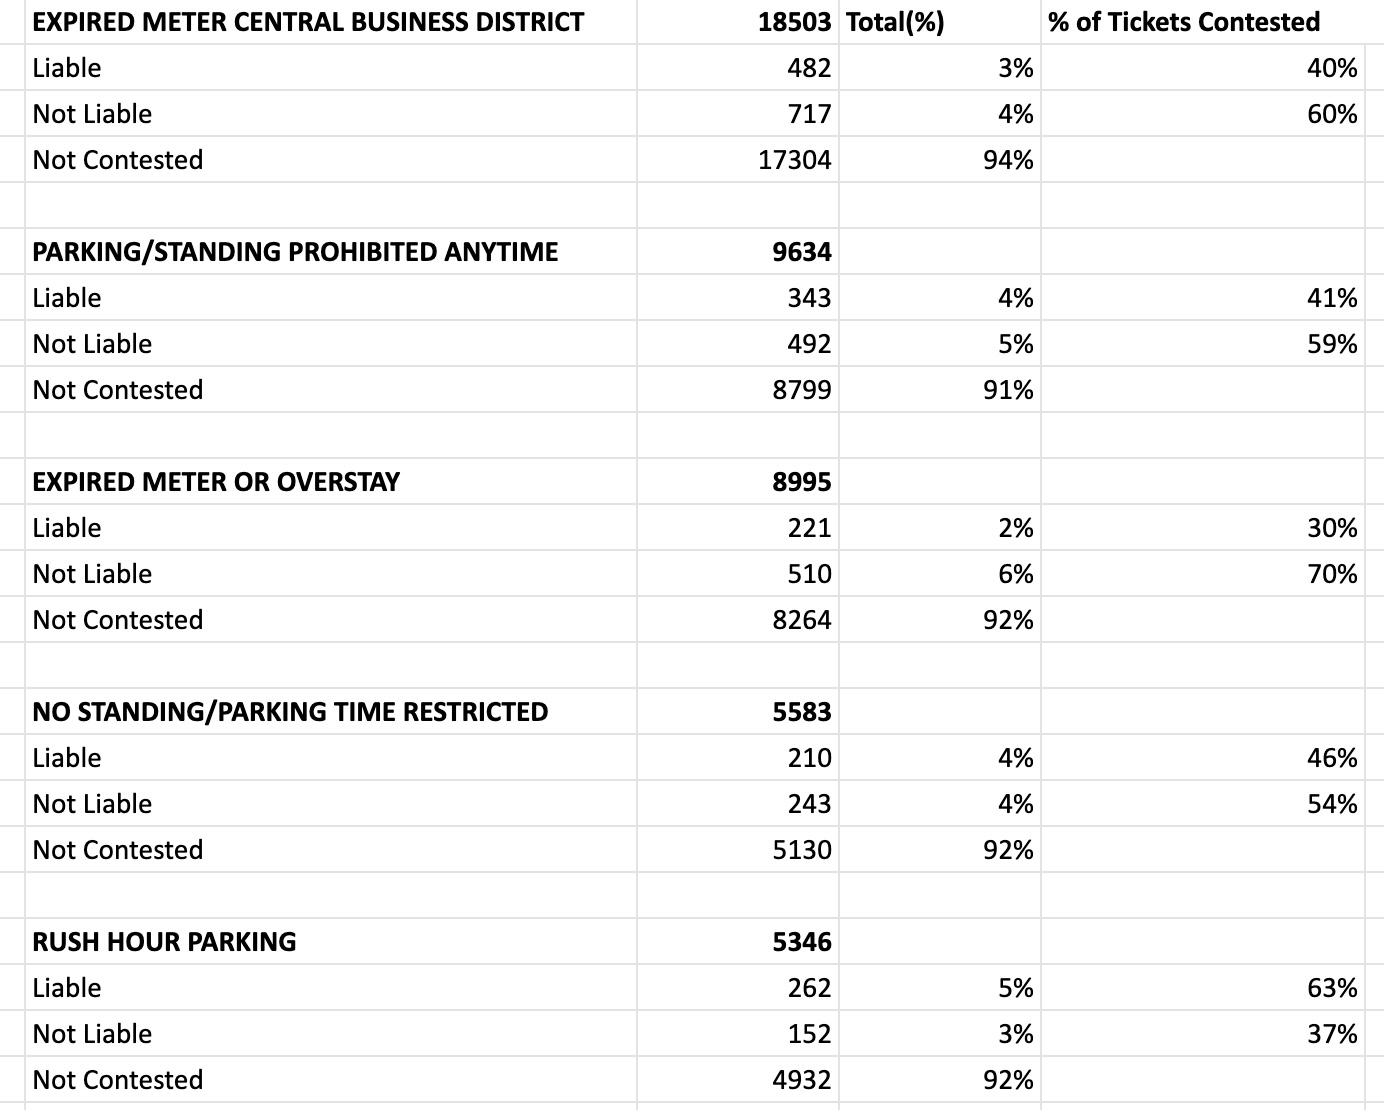 EXPIRED METER CENTRAL BUSINESS DISTRICT 18503 Total(%) % of Tickets Contested
Liable 482 3% 40%
Not Liable 717 4% 60%
Not Contested 17304 94%
PARKING/STANDING PROHIBITED ANYTIME 9634
Liable 343 4% 41%
Not Liable 492 5% 59%
Not Contested 8799 91%
EXPIRED METER OR OVERSTAY 8995
Liable 221 2% 30%
Not Liable 510 6% 70%
Not Contested 8264 92%
NO STANDING/PARKING TIME RESTRICTED 5583
Liable 210 4% 46%
Not Liable 243 4% 54%
Not Contested 5130 92%
RUSH HOUR PARKING 5346
Liable 262 5% 63%
Not Liable 152 3% 37%
Not Contested 4932 92%